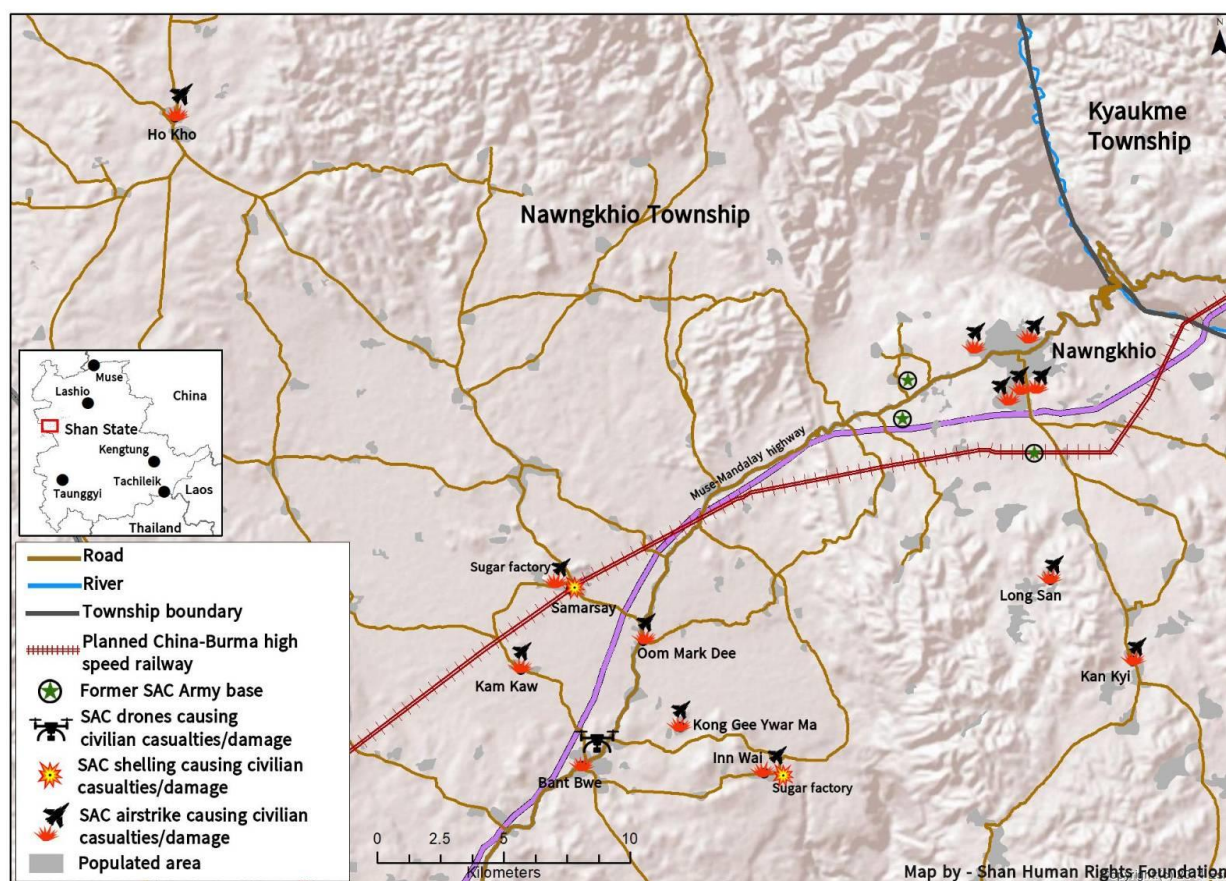 N
Kyaukme
Township
Ho Kho
Nawngkhio Township
Nawngkhio
Muse-Mandalay highway
Muse
Lashio
China
Shan State
Kengtung
Taunggyi
Tachileik
Laos
Thailand
Sugar factory
Samarsay
Long San
Oom Mark Dee
Kam Kaw
Kan Kyi
Kong Gee Ywar Ma
Inn Wai
Bant Bwe
Sugar factory
Road
River
Township boundary
Planned China-Burma high
speed railway
Former SAC Army base
SAC drones causing
civilian casualties/damage
SAC shelling causing civilian
casualties/damage
SAC airstrike causing civilian
casualties/damage
Populated area
0 5 10
Kilometers
Map by - Shan Human Rights Foundation